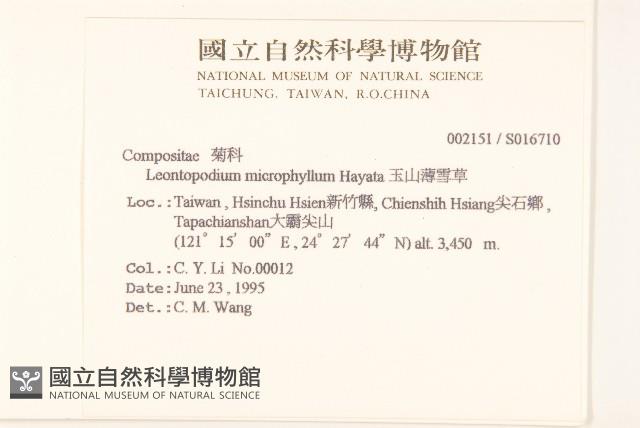 國立自然科學博物館
NATIONAL MUSEUM OF NATURAL SCIENCE
TAICHUNG, TAIWAN, R.O.CHINA
002151 / S016710
Compositae 菊科
Leontopodium microphyllum Hayata 玉山薄雪草
Loc.: Taiwan , Hsinchu Hsien新竹縣, Chienshih Hsiang尖石鄉 ,
Tapachianshan大霸尖山
(121° 15′ 00” E , 24° 27′ 44” N) alt. 3,450 m.
Col.: C. Y. Li No.00012
Date: June 23 , 1995
Det.: C. M. Wang
國立自然科學博物館
NATIONAL MUSEUM OF NATURAL SCIENCE